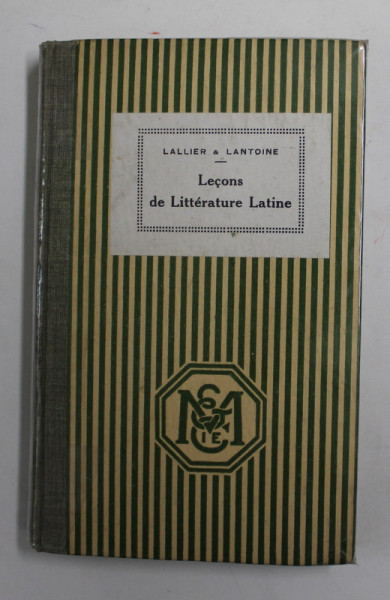 LALLIER & LANTOINE
Leçons
de Littérature Latine